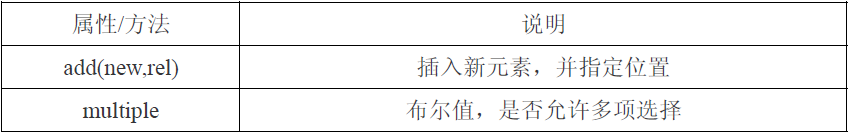 属性/方法 说明
add(new,rel) 插入新元素，并指定位置
multiple 布尔值，是否允许多项选择